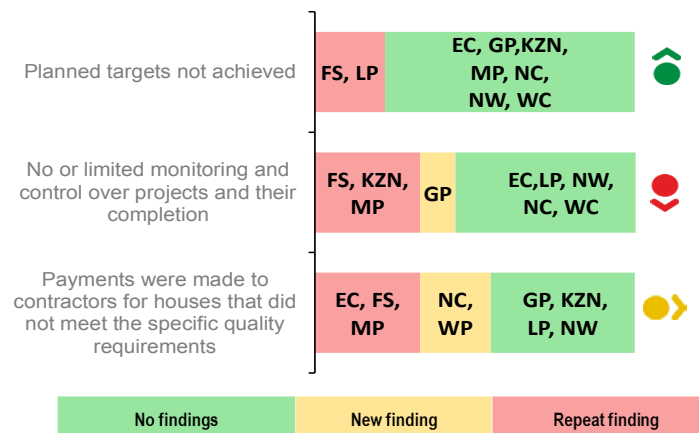 Planned targets not achieved
FS, LP
EC, GP,KZN,
MP, NC,
NW, WC
No or limited monitoring and
control over projects and their
completion
FS, KZN,
MP
GP
EC,LP, NW,
NC, WC
Payments were made to
contractors for houses that did
not meet the specific quality
requirements
EC, FS,
MP
NC,
WP
GP, KZN,
LP, NW
No findings
New finding
Repeat finding